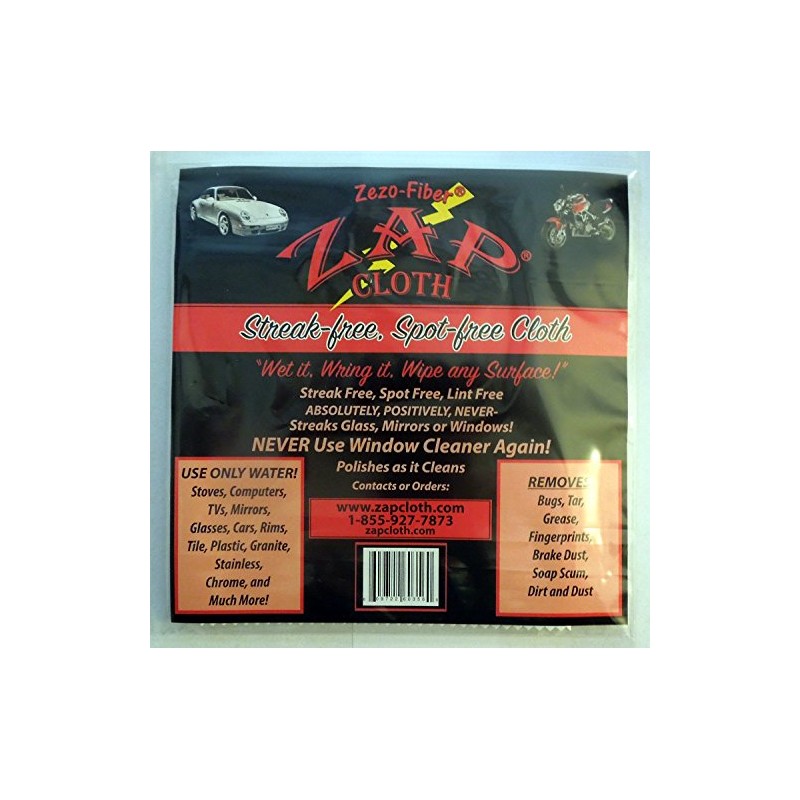 Zezo-Fiber®
ZAP®
CLOTH
Streak-free, Spot-free Cloth
"Wet it, Wring it, Wipe any Surface!"
Streak Free, Spot Free, Lint Free
ABSOLUTELY, POSITIVELY, NEVER-
Streaks Glass, Mirrors or Windows!
NEVER Use Window Cleaner Again!
Polishes as it Cleans
Contacts or Orders:
www.zapcloth.com
1-855-927-7873
zapcloth.com
USE ONLY WATER!
Stoves, Computers,
TVs, Mirrors,
Glasses, Cars, Rims,
Tile, Plastic, Granite,
Stainless,
Chrome, and
Much More!
REMOVES
Bugs, Tar,
Grease,
Fingerprints,
Brake Dust,
Soap Scum,
Dirt and Dust